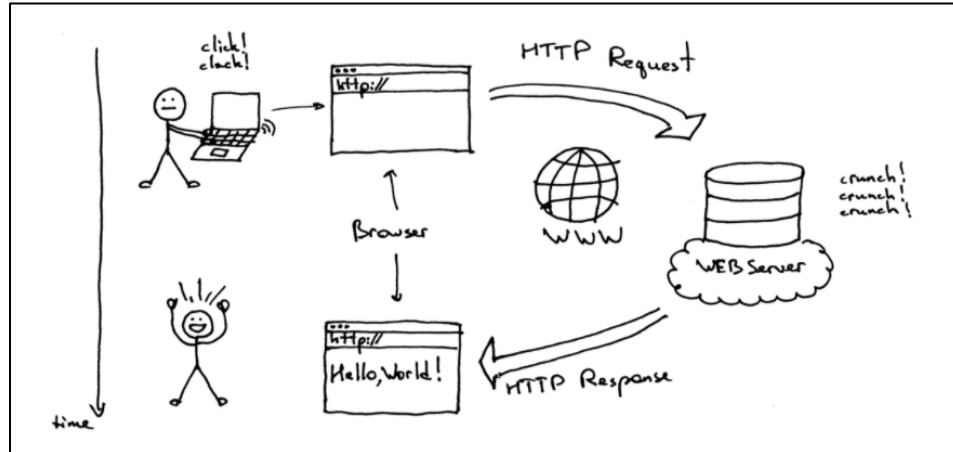 click!
clack!
http://
HTTP Request
Browser
WWW
crunch!
crunch!
crunch!
WEB Server
http://
Hello, World!
HTTP Response
time